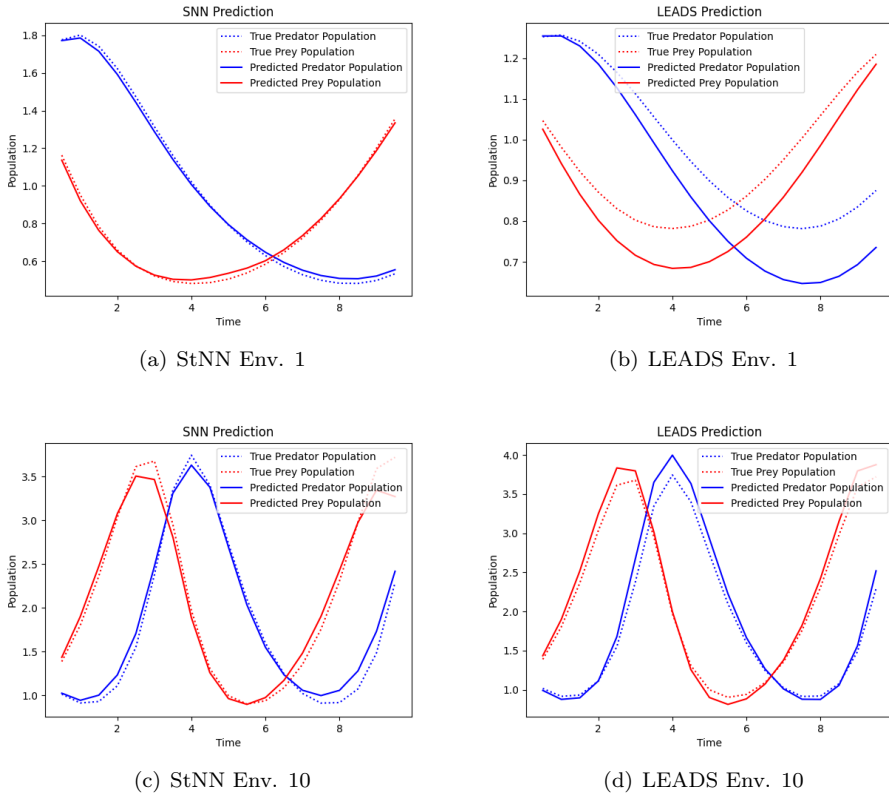 SNN Prediction
1.8
1.6
1.4
1.2
1.0
0.8
0.6
Population
2
4
6
8
Time
True Predator Population
True Prey Population
Predicted Predator Population
Predicted Prey Population
(a) StNN Env. 1
LEADS Prediction
1.2
1.1
1.0
0.9
0.8
0.7
Population
2
4
6
8
Time
True Predator Population
True Prey Population
Predicted Predator Population
Predicted Prey Population
(b) LEADS Env. 1
SNN Prediction
3.5
3.0
2.5
2.0
1.5
1.0
Population
2
4
6
8
Time
True Predator Population
True Prey Population
Predicted Predator Population
Predicted Prey Population
(c) StNN Env. 10
LEADS Prediction
4.0
3.5
3.0
2.5
2.0
1.5
1.0
Population
2
4
6
8
Time
True Predator Population
True Prey Population
Predicted Predator Population
Predicted Prey Population
(d) LEADS Env. 10